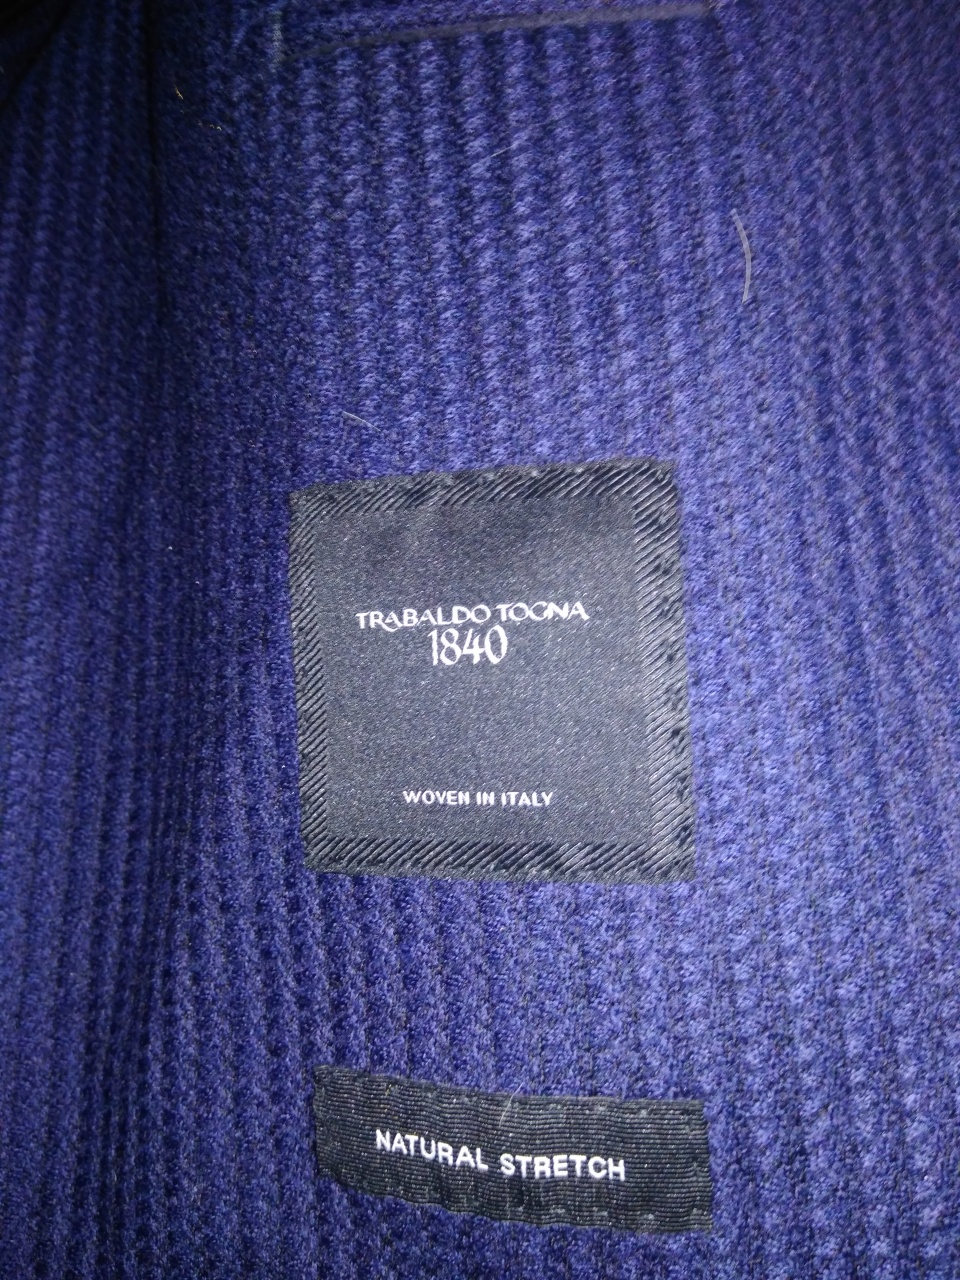 TRABALDO TOGNA
1840
WOVEN IN ITALY
NATURAL STRETCH